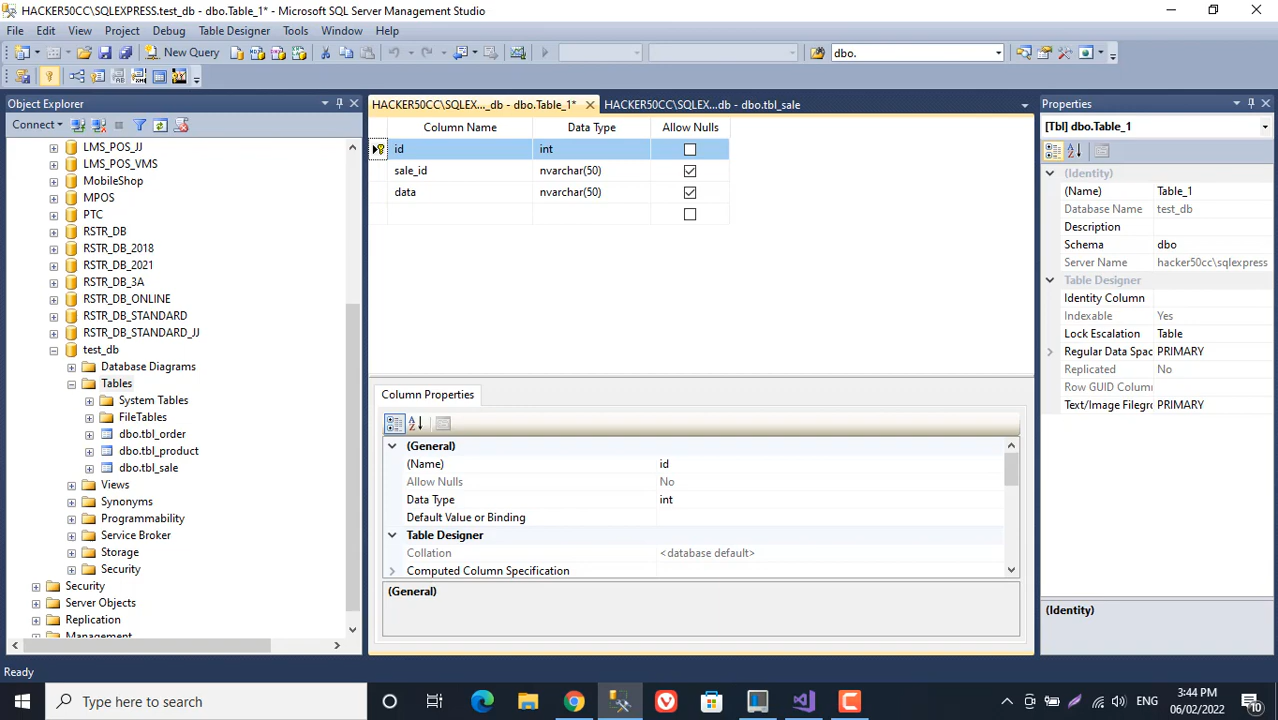 HACKER50CC\SQLEXPRESS.test_db - dbo.Table_1* - Microsoft SQL Server Management Studio
File Edit View Project Debug Table Designer Tools Window Help
New Query dbo.
Object Explorer
Connect
LMS_POS_JJ
LMS_POS_VMS
MobileShop
MPOS
PTC
RSTR_DB
RSTR_DB_2018
RSTR_DB_2021
RSTR_DB_3A
RSTR_DB_ONLINE
RSTR_DB_STANDARD
RSTR_DB_STANDARD_JJ
test_db
Database Diagrams
Tables
System Tables
FileTables
dbo.tbl_order
dbo.tbl_product
dbo.tbl_sale
Views
Synonyms
Programmability
Service Broker
Storage
Security
Security
Server Objects
Replication
Management
HACKER50CC\SQLEX..._db - dbo.Table_1* HACKER50CC\SQLEX...db - dbo.tbl_sale
Column Name Data Type Allow Nulls
id int
sale_id nvarchar(50)
data nvarchar(50)
Column Properties
(General)
(Name) id
Allow Nulls No
Data Type int
Default Value or Binding
Table Designer
Collation <database default>
Computed Column Specification
(General)
Properties
[Tbl] dbo.Table_1
(Identity)
(Name) Table_1
Database Name test_db
Description
Schema dbo
Server Name hacker50cc\sqlexpress
Table Designer
Identity Column
Indexable Yes
Lock Escalation Table
Regular Data Spac PRIMARY
Replicated No
Row GUID Column
Text/Image Filegro PRIMARY
(Identity)
Ready
Type here to search
ENG
3:44 PM
06/02/2022
10